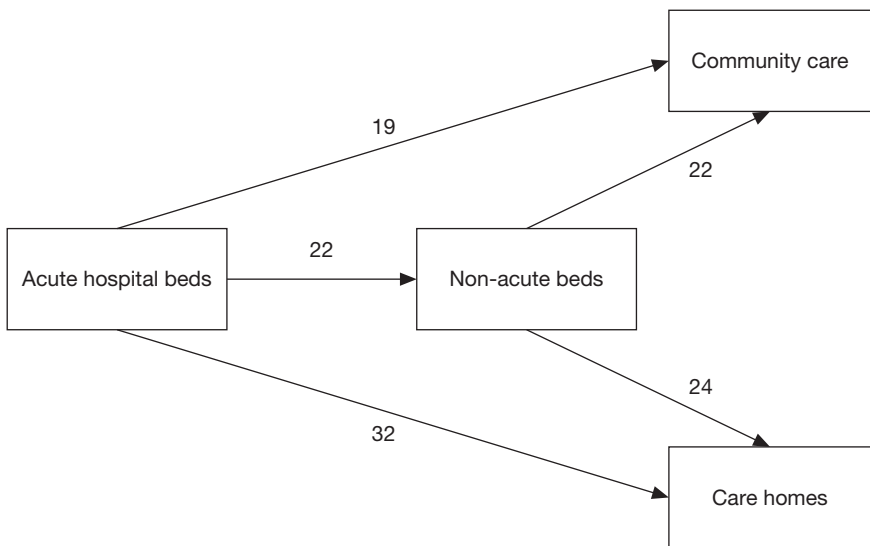 Community care
19
22
Acute hospital beds
22
Non-acute beds
24
32
Care homes